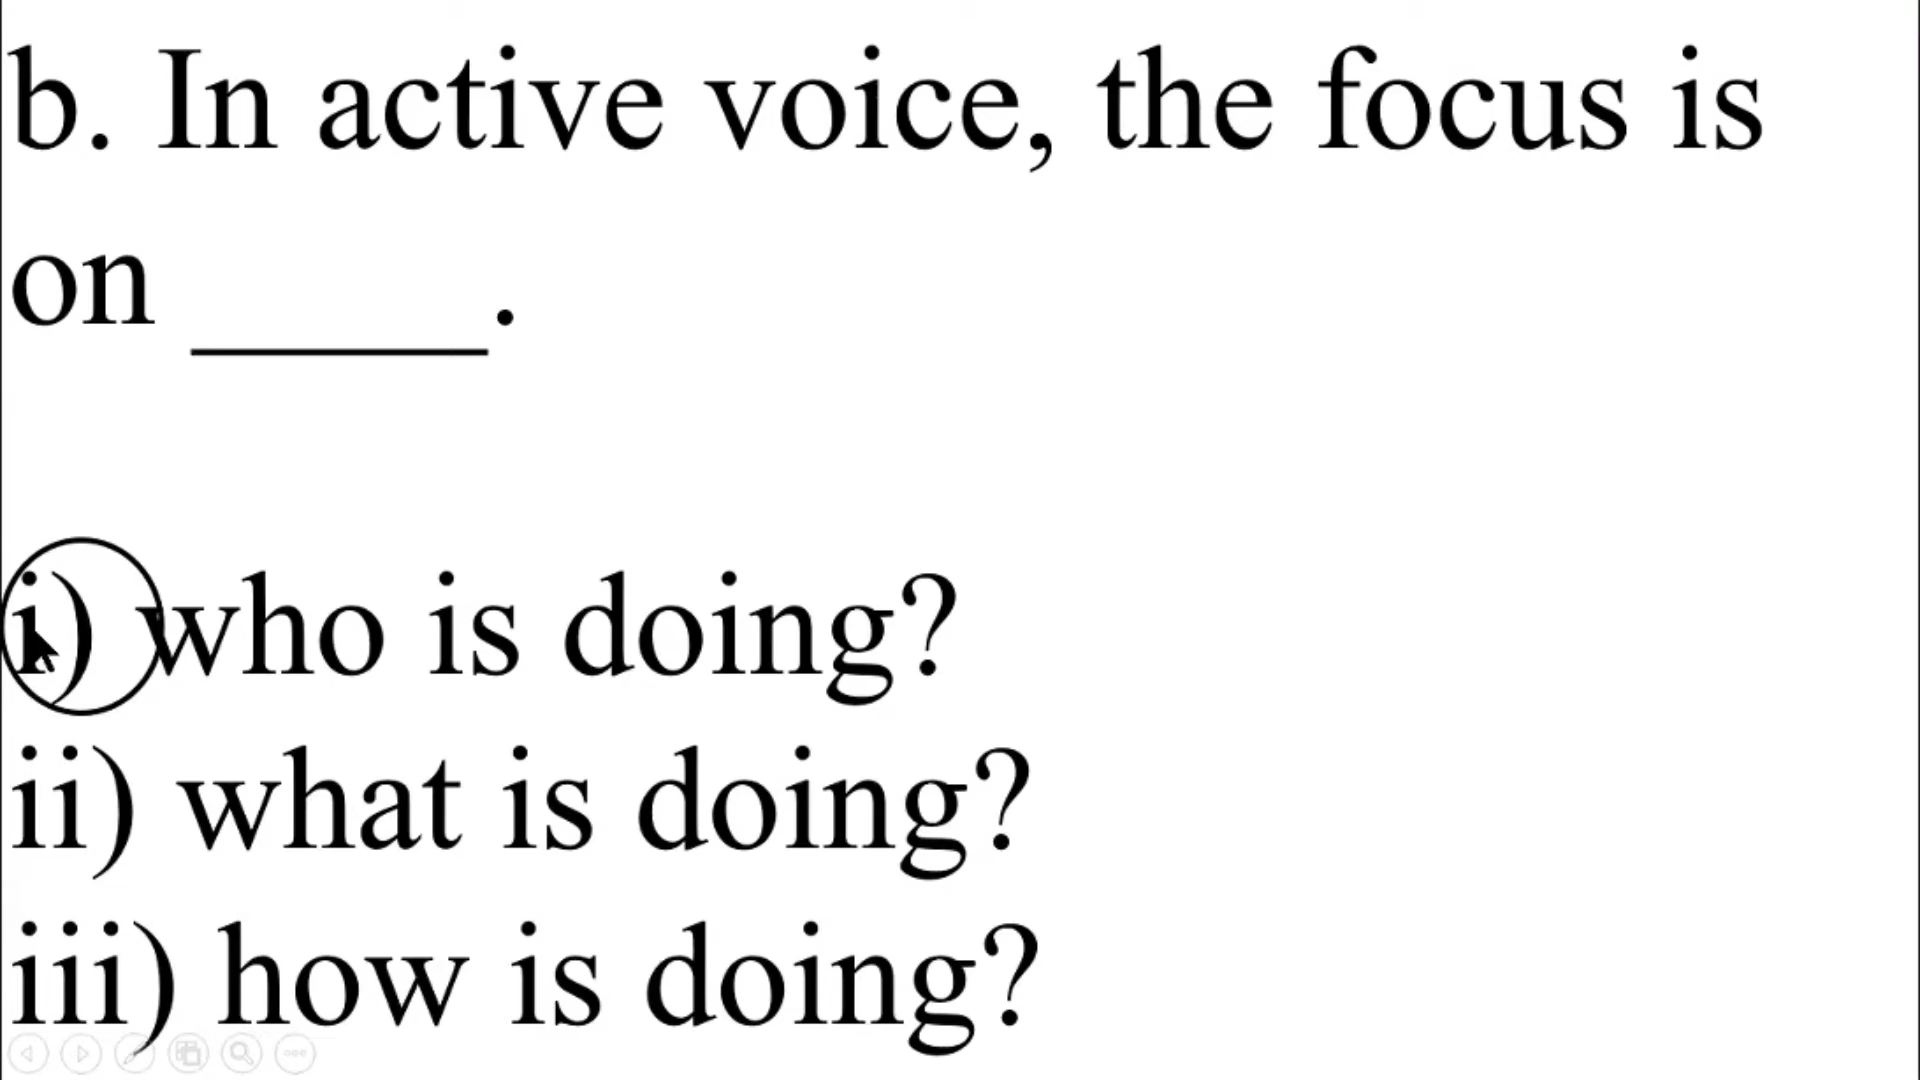 b. In active voice, the focus is
on _____.
i) who is doing?
ii) what is doing?
iii) how is doing?